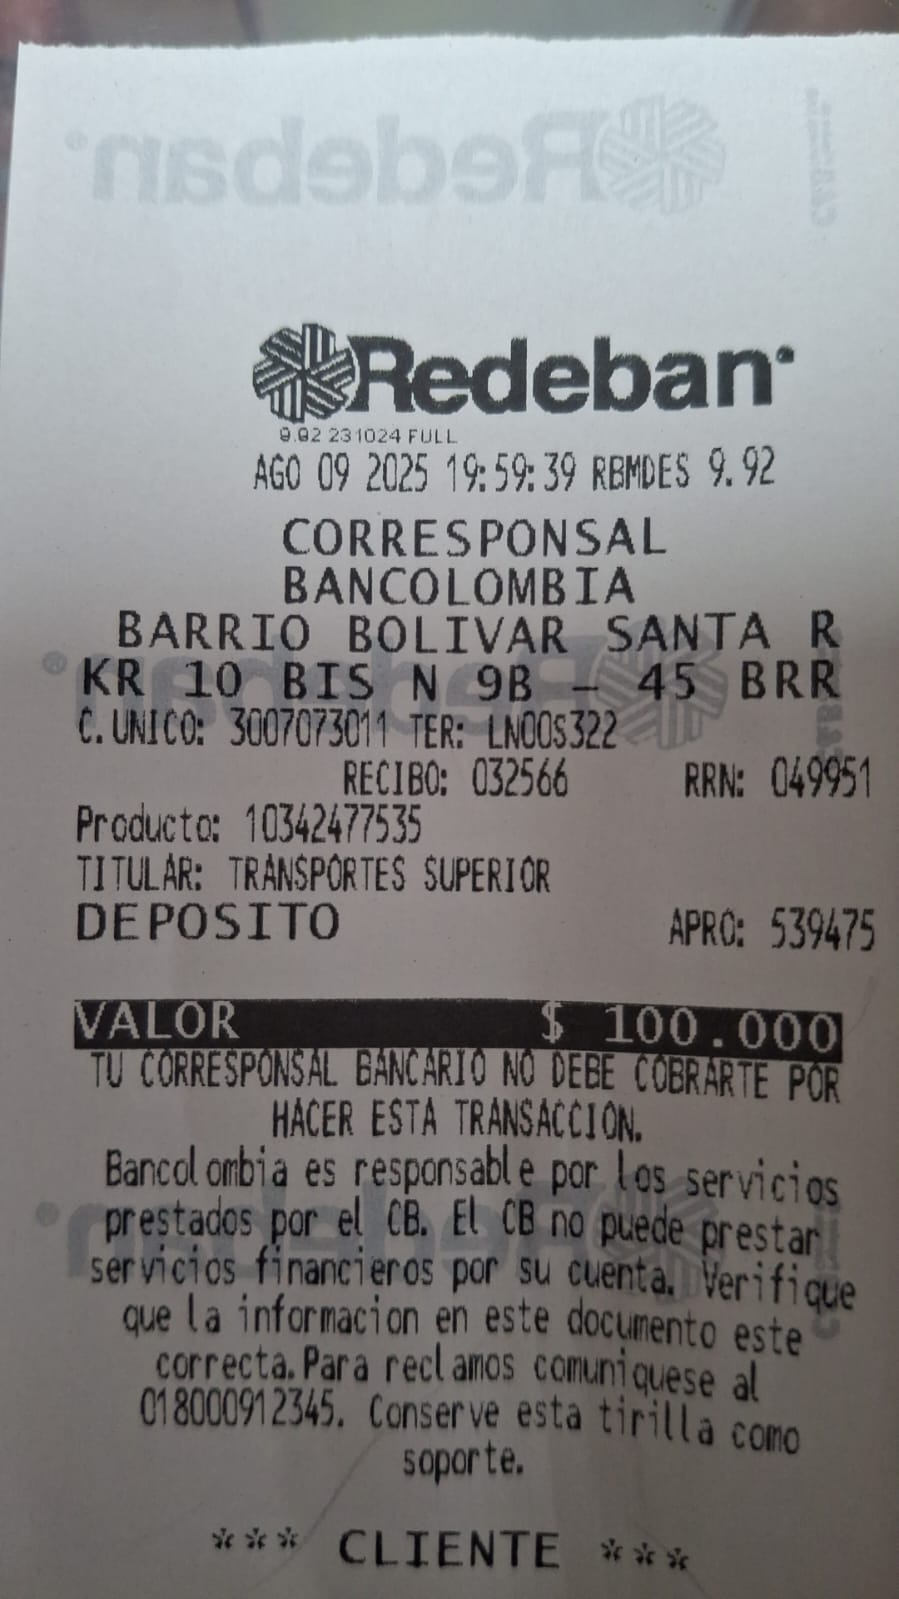 Redeban
9.92 231024 FULL
AGO 09 2025 19:59:39 RBMDES 9.92
CORRESPONSAL
BANCOLOMBIA
BARRIO BOLIVAR SANTA R
KR 10 BIS N 9B - 45 BRR
C. UNICO: 3007073011 TER: LN00S322
RECIBO: 032566 RRN: 049951
Producto: 10342477535
TITULAR: TRANSPORTES SUPERIOR
DEPOSITO APRO: 539475
VALOR $ 100.000
TU CORRESPONSAL BANCARIO NO DEBE COBRARTE POR
HACER ESTA TRANSACCION.
Bancolombia es responsable por los servicios
prestados por el CB. El CB no puede prestar
servicios financieros por su cuenta. Verifique
que la informacion en este documento este
correcta. Para reclamos comuniquese al
018000912345. Conserve esta tirilla como
soporte.
*** CLIENTE ***